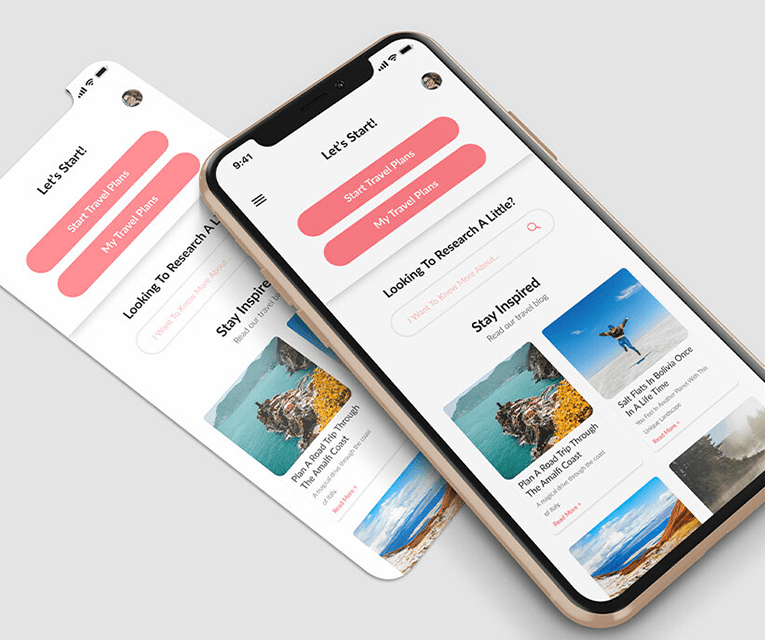 Let's Start!
Start Travel Plans
My Travel Plans
Looking To Research A Li
I Want To Know More About...
Stay Inspire
Read our travel blog
Plan A Road Trip Through
The Amalfi Coast
A magical drive through the coast
of Italy.
Read More +
9:41
Let's Start!
Start Travel Plans
My Travel Plans
Looking To Research A Little?
I Want To Know More About...
Stay Inspired
Read our travel blog
Plan A Road Trip Through
The Amalfi Coast
A magical drive through the coast
of Italy.
Read More +
Salt Flats In Bolivia Once
In A Life Time
You Feel In Another Planet With This
Unique Landscape
Read More +